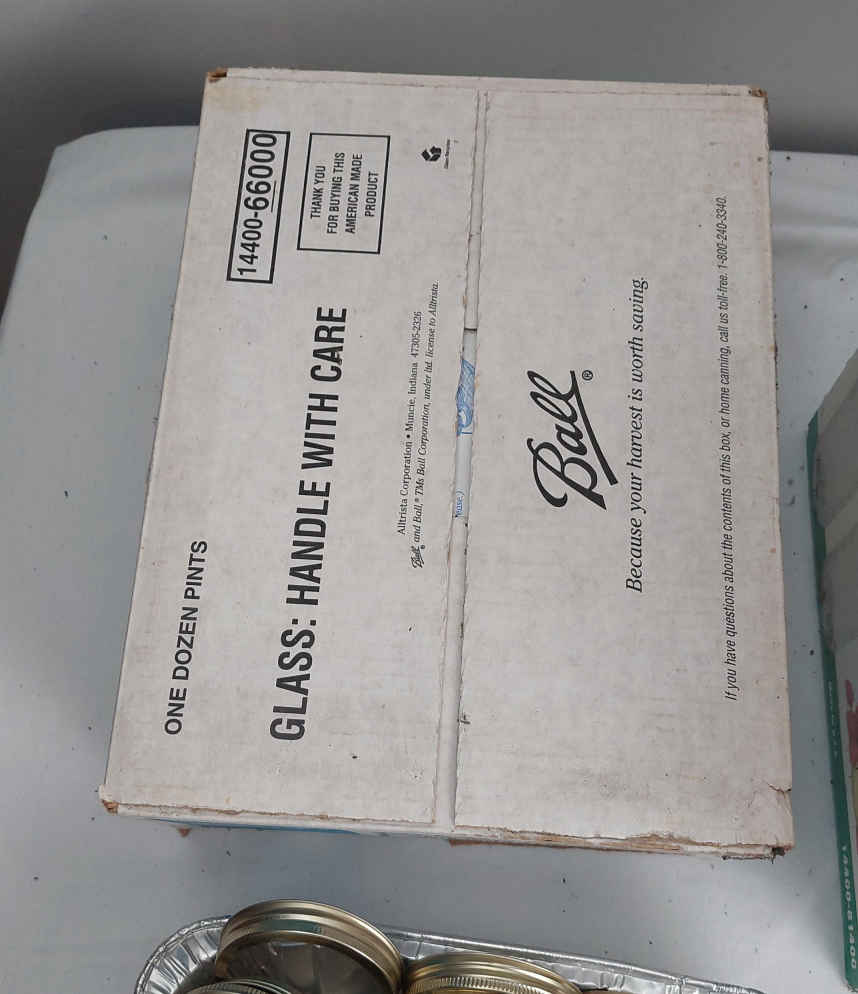 ONE DOZEN PINTS
14400-66000
GLASS: HANDLE WITH CARE
THANK YOU
FOR BUYING THIS
AMERICAN MADE
PRODUCT
Alltrista Corporation • Muncie, Indiana 47305-2326
Ball® and Ball,® TMs Ball Corporation, under ltd. license to Alltrista.
Ball®
Because your harvest is worth saving.
If you have questions about the contents of this box, or home canning, call us toll-free. 1-800-240-3340.